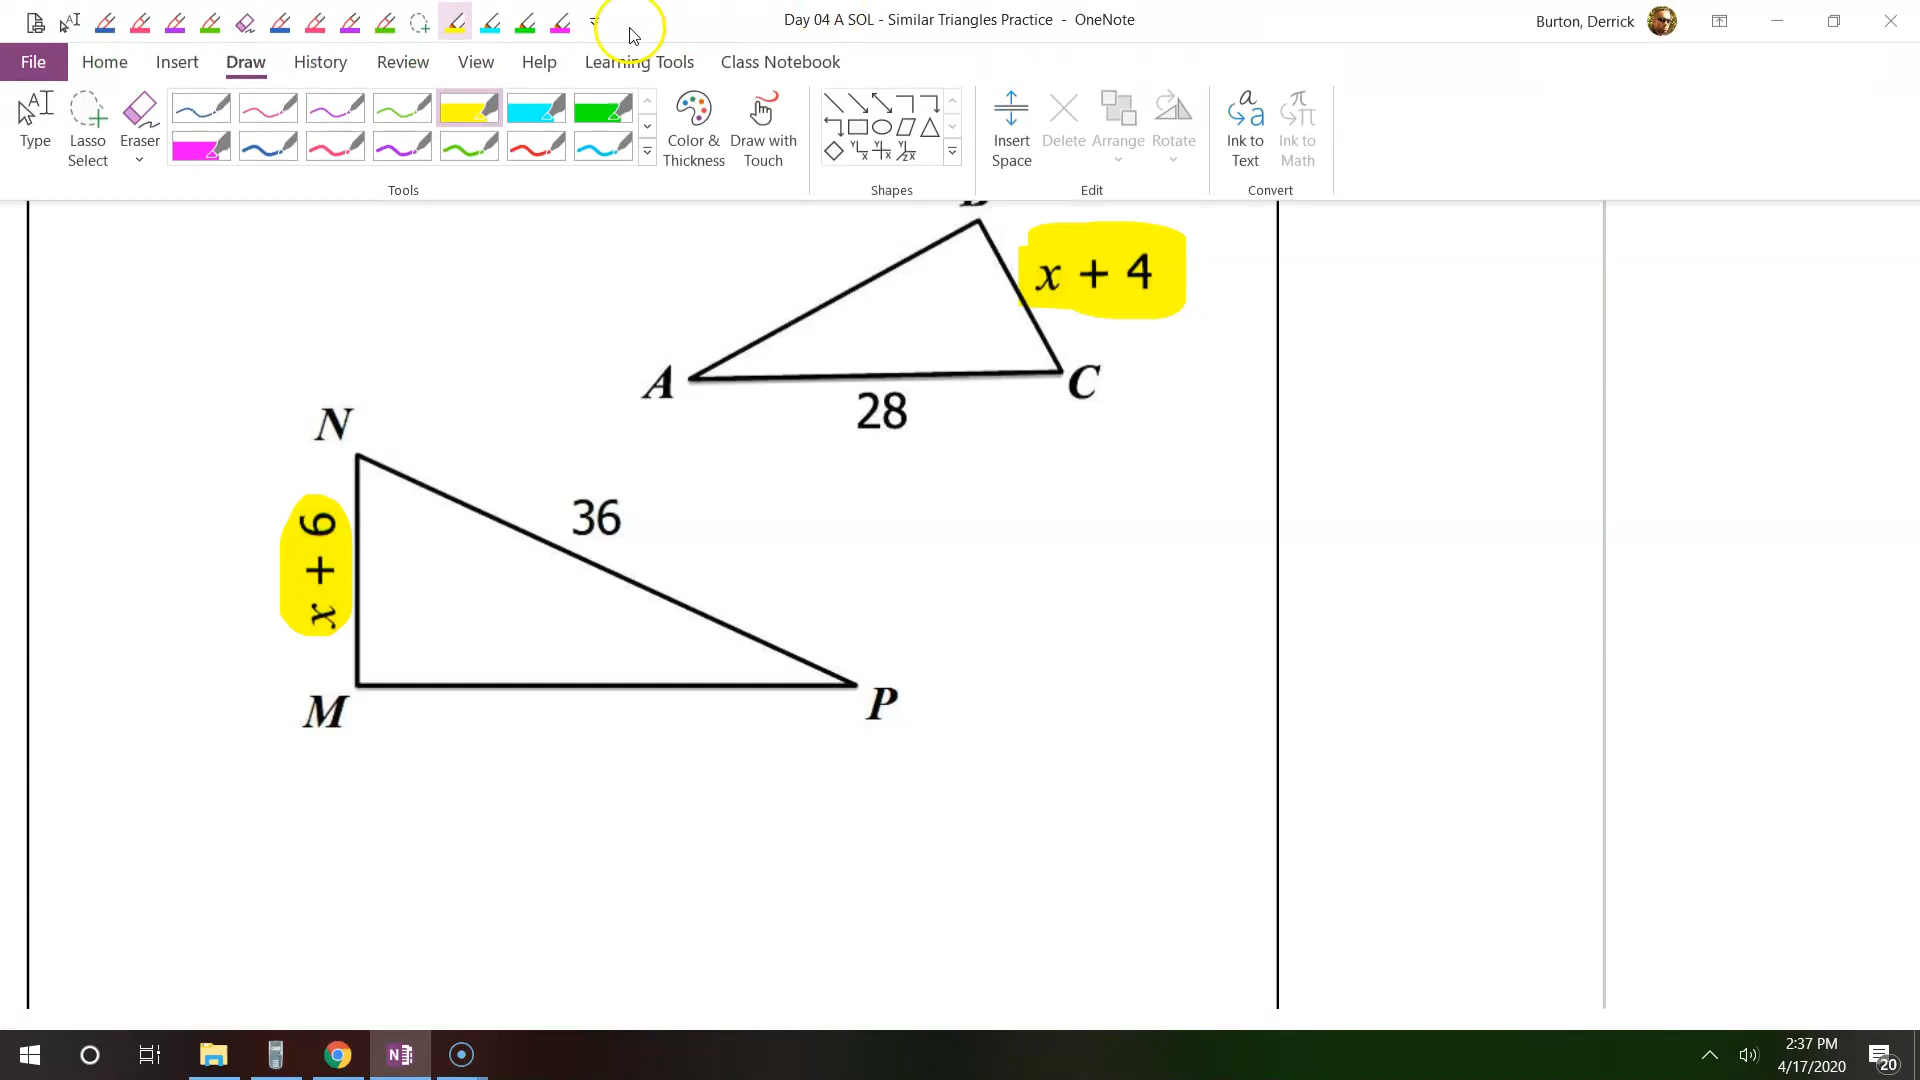 Day 04 A SOL - Similar Triangles Practice - OneNote
Burton, Derrick
File Home Insert Draw History Review View Help Learning Tools Class Notebook
Type
Lasso Select
Eraser
Color & Thickness
Draw with Touch
Insert Space
Delete
Arrange
Rotate
Ink to Text
Ink to Math
Tools
Shapes
Edit
Convert
x + 4
A
C
28
N
36
x + 6
M
P
2:37 PM
4/17/2020
20